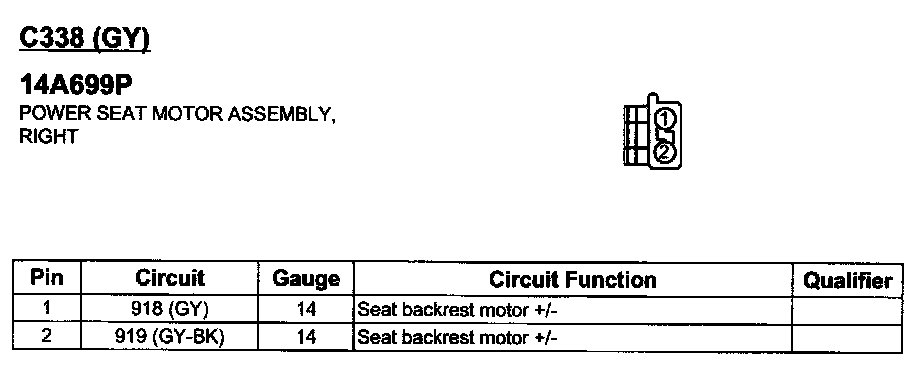 C338 (GY)
14A699P
POWER SEAT MOTOR ASSEMBLY,
RIGHT
1
2
Pin Circuit Gauge Circuit Function Qualifier
1 918 (GY) 14 Seat backrest motor +/-
2 919 (GY-BK) 14 Seat backrest motor +/-